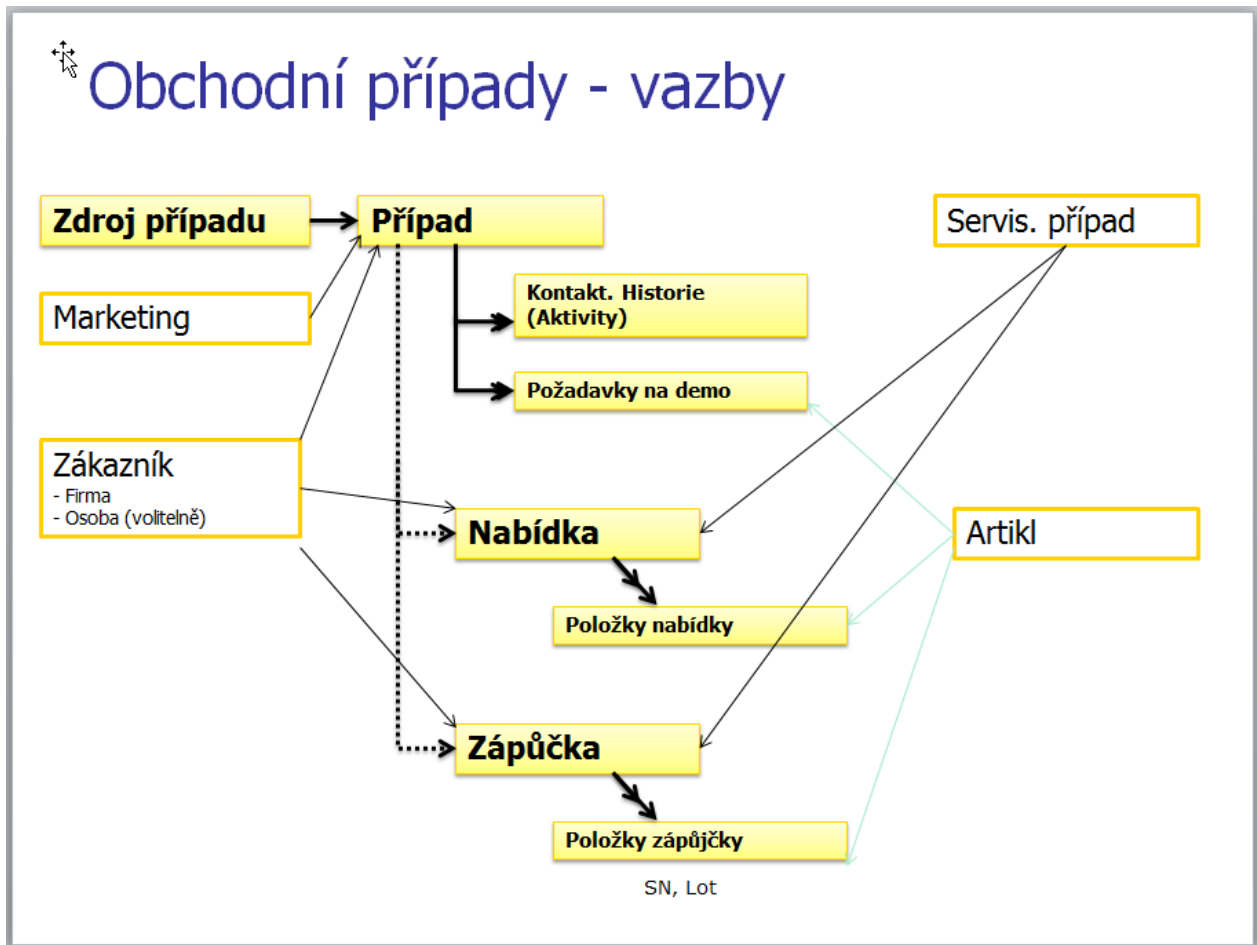 Obchodní případy - vazby
Zdroj případu
Případ
Servis. případ
Kontakt. Historie
(Aktivity)
Marketing
Požadavky na demo
Zákazník
- Firma
- Osoba (volitelně)
Nabídka
Artikl
Položky nabídky
Zápůčka
Položky zápůjčky
SN, Lot